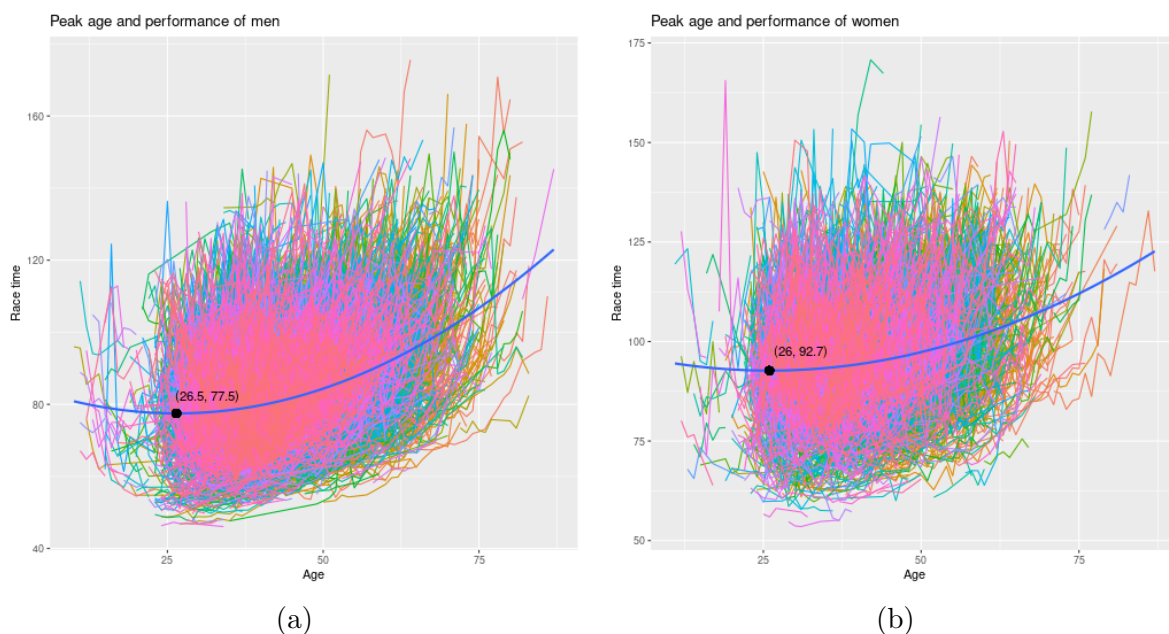 Peak age and performance of men
Race time
160
120
80
40
(26.5, 77.5)
25
50
75
Age
(a)
Peak age and performance of women
Race time
175
150
125
100
75
50
(26, 92.7)
25
50
75
Age
(b)